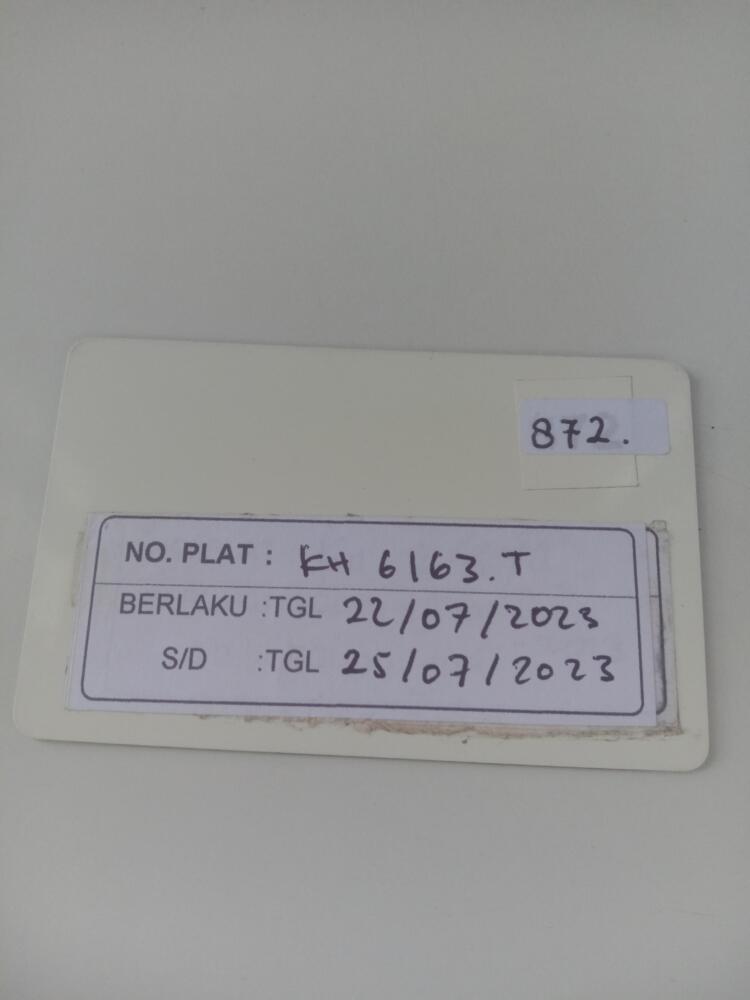 872.
NO. PLAT : KH 6163.T
BERLAKU :TGL 22/07/2023
S/D :TGL 25/07/2023